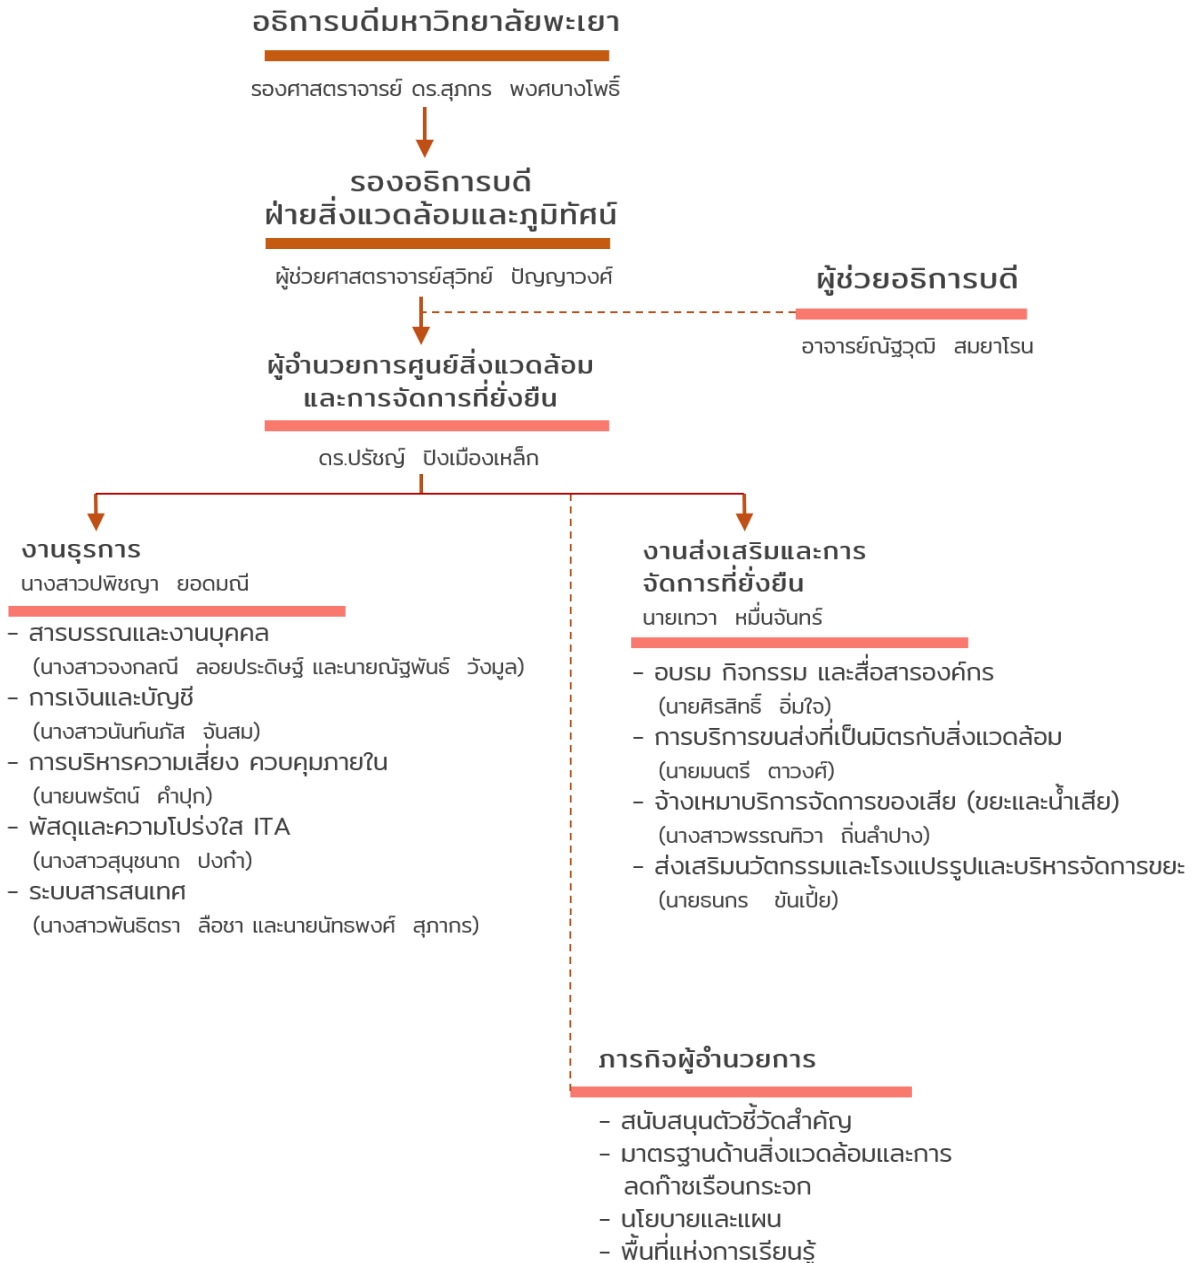 อธิการบดีมหาวิทยาลัยพะเยา
รองศาสตราจารย์ ดร.สุภกร พงศบางโพธิ์
รองอธิการบดี
ฝ่ายสิ่งแวดล้อมและภูมิทัศน์
ผู้ช่วยศาสตราจารย์สุวิทย์ ปัญญาวงศ์
ผู้ช่วยอธิการบดี
อาจารย์ณัฐวุฒิ สมยาโรน
ผู้อำนวยการศูนย์สิ่งแวดล้อม
และการจัดการที่ยั่งยืน
ดร.ปรัชญ์ ปิงเมืองเหล็ก
งานธุรการ
นางสาวปพิชญา ยอดมณี
- สารบรรณและงานบุคคล
(นางสาวจงกลณี ลอยประดิษฐ์ และนายณัฐพันธ์ วังมูล)
- การเงินและบัญชี
(นางสาวนันท์นภัส จันสม)
- การบริหารความเสี่ยง ควบคุมภายใน
(นายนพรัตน์ คำปุก)
- พัสดุและความโปร่งใส ITA
(นางสาวสุนุชนาถ ปงก๋า)
- ระบบสารสนเทศ
(นางสาวพันธิตรา ลือชา และนายนัทธพงศ์ สุภากร)
งานส่งเสริมและการ
จัดการที่ยั่งยืน
นายเทวา หมื่นจันทร์
- อบรม กิจกรรม และสื่อสารองค์กร
(นายศิรสิทธิ์ อิ่มใจ)
- การบริการขนส่งที่เป็นมิตรกับสิ่งแวดล้อม
(นายมนตรี ตาวงศ์)
- จ้างเหมาบริการจัดการของเสีย (ขยะและน้ำเสีย)
(นางสาวพรรณทิวา ถิ่นลำปาง)
- ส่งเสริมนวัตกรรมและโรงแปรรูปและบริหารจัดการขยะ
(นายธนกร ขันเปี้ย)
ภารกิจผู้อำนวยการ
- สนับสนุนตัวชี้วัดสำคัญ
- มาตรฐานด้านสิ่งแวดล้อมและการ
ลดก๊าซเรือนกระจก
- นโยบายและแผน
- พื้นที่แห่งการเรียนรู้